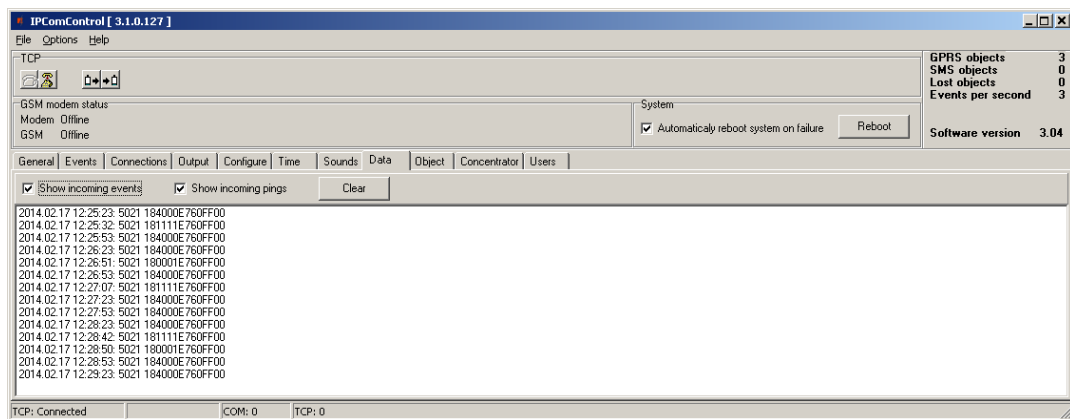 IPComControl [ 3.1.0.127 ]
File Options Help
TCP
GPRS objects 3
SMS objects 0
Lost objects 0
Events per second 3
Software version 3.04
GSM modem status
Modem Offline
GSM Offline
System
Automaticaly reboot system on failure
Reboot
General Events Connections Output Configure Time Sounds Data Object Concentrator Users
Show incoming events Show incoming pings Clear
2014.02.17 12:25:23: 5021 184000E760FF00
2014.02.17 12:25:32: 5021 181111E760FF00
2014.02.17 12:25:53: 5021 184000E760FF00
2014.02.17 12:26:23: 5021 184000E760FF00
2014.02.17 12:26:51: 5021 180001E760FF00
2014.02.17 12:26:53: 5021 184000E760FF00
2014.02.17 12:27:07: 5021 181111E760FF00
2014.02.17 12:27:23: 5021 184000E760FF00
2014.02.17 12:27:53: 5021 184000E760FF00
2014.02.17 12:28:23: 5021 184000E760FF00
2014.02.17 12:28:42: 5021 181111E760FF00
2014.02.17 12:28:50: 5021 180001E760FF00
2014.02.17 12:28:53: 5021 184000E760FF00
2014.02.17 12:29:23: 5021 184000E760FF00
TCP: Connected COM: 0 TCP: 0